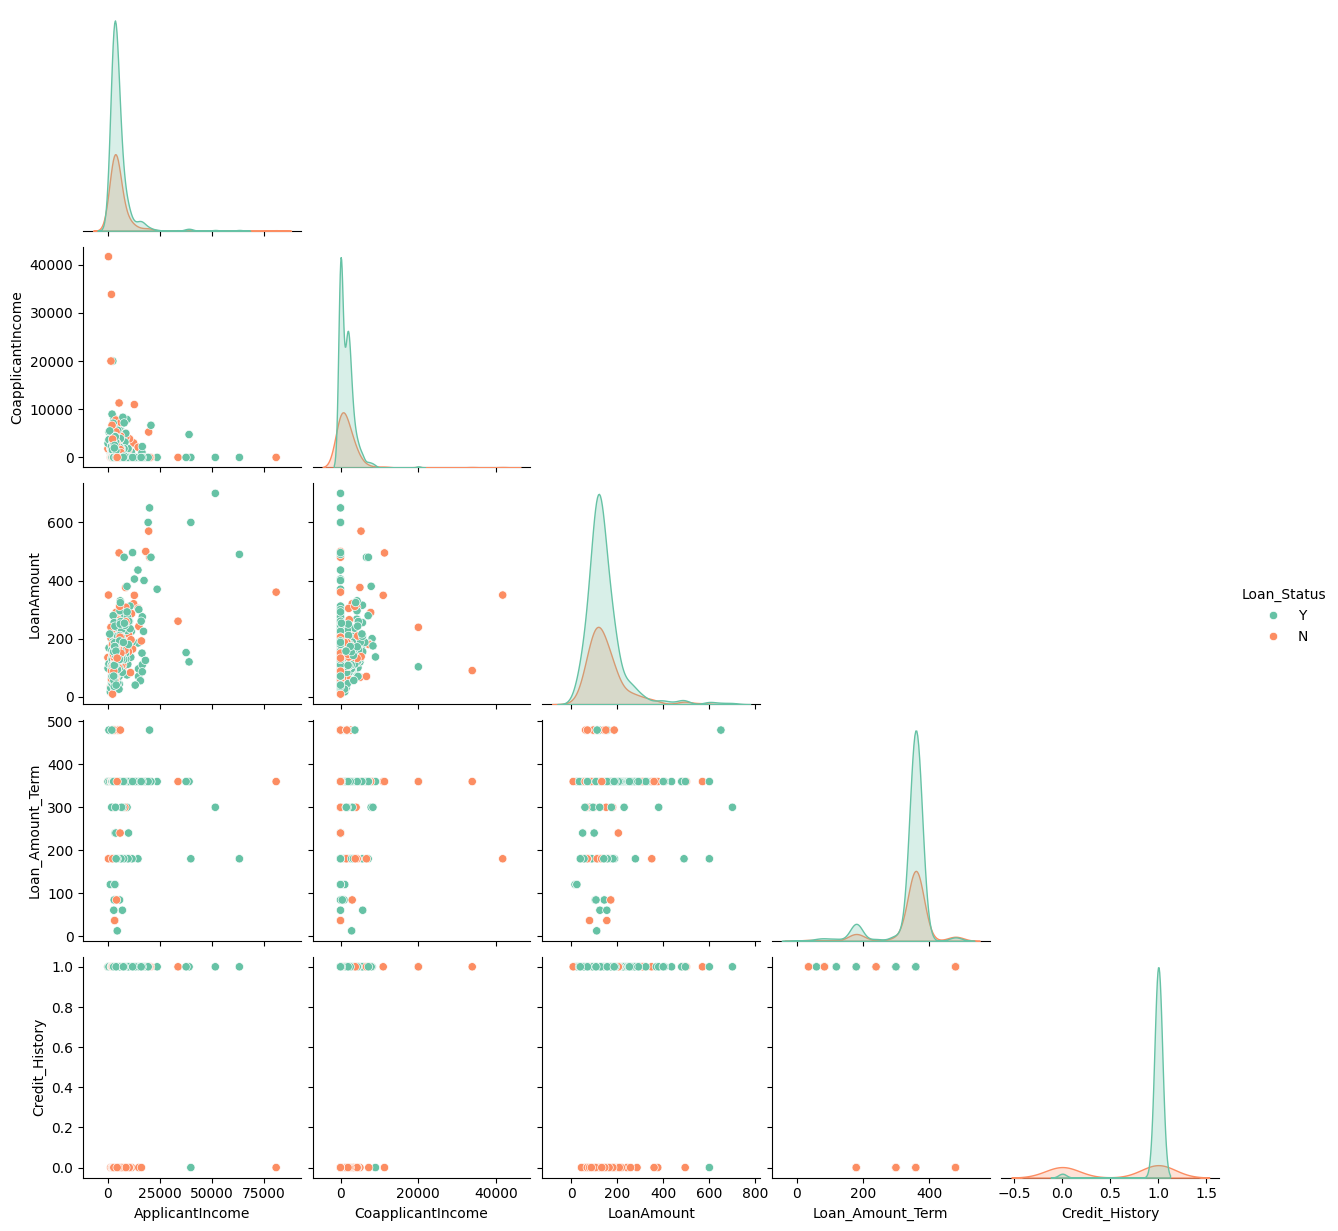 CoapplicantIncome
40000
30000
20000
10000
0
LoanAmount
600
400
200
0
Loan_Status
Y
N
Loan_Amount_Term
500
400
300
200
100
0
Credit_History
1.0
0.8
0.6
0.4
0.2
0.0
0 25000 50000 75000
0 20000 40000
0 200 400 600 800
0 200 400
-0.5 0.0 0.5 1.0 1.5
ApplicantIncome
CoapplicantIncome
LoanAmount
Loan_Amount_Term
Credit_History